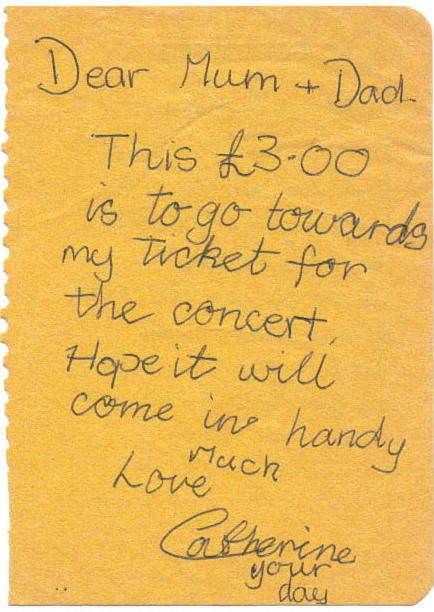 Dear Mum + Dad.
This £3.00
is to go towards
my ticket for
the concert,
Hope it will
come in handy
Much
Love
Catherine
your
day